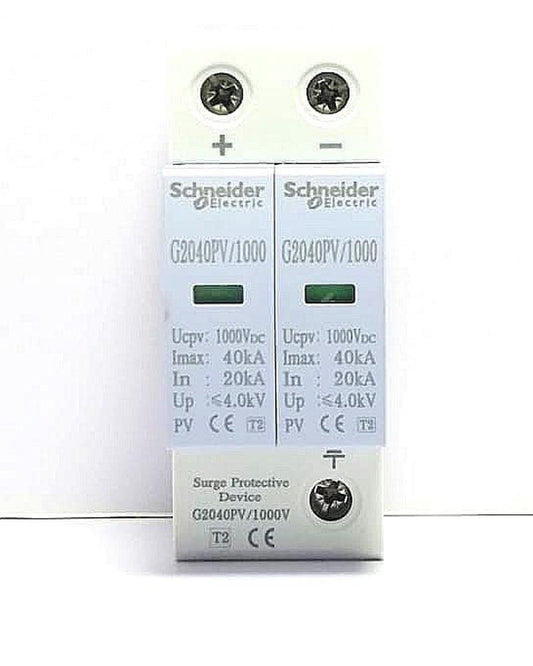 + −
Schneider
Electric
G2040PV/1000
Ucpv: 1000VDC
Imax: 40kA
In : 20kA
Up :≤4.0kV
PV CE T2
Schneider
Electric
G2040PV/1000
Ucpv: 1000VDC
Imax: 40kA
In : 20kA
Up :≤4.0kV
PV CE T2
Surge Protective
Device
G2040PV/1000V
T2 CE